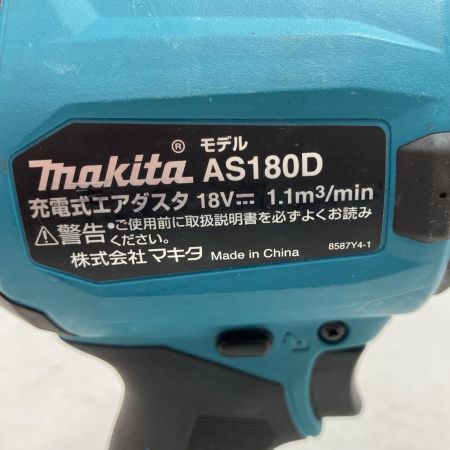 モデル
makita® AS180D
充電式エアダスタ 18V⎓ 1.1m³/min
⚠警告 •ご使用前に取扱説明書を必ずよくお読み
ください。
株式会社マキタ Made in China 8587Y4-1